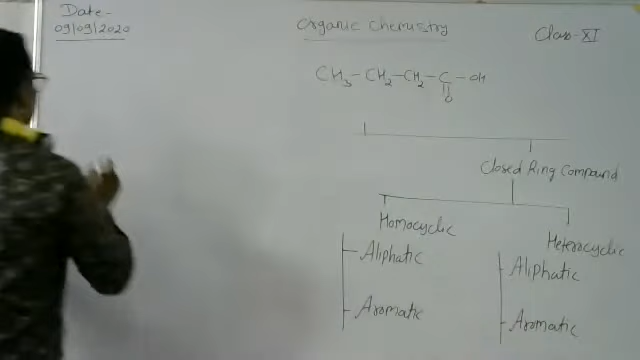 Date-
09/09/2020
Organic Chemistry
Class-XI
CH₃-CH₂-CH₂-C-OH
O
Closed Ring Compound
Homocyclic
Heterocyclic
Aliphatic
Aliphatic
Aromatic
Aromatic